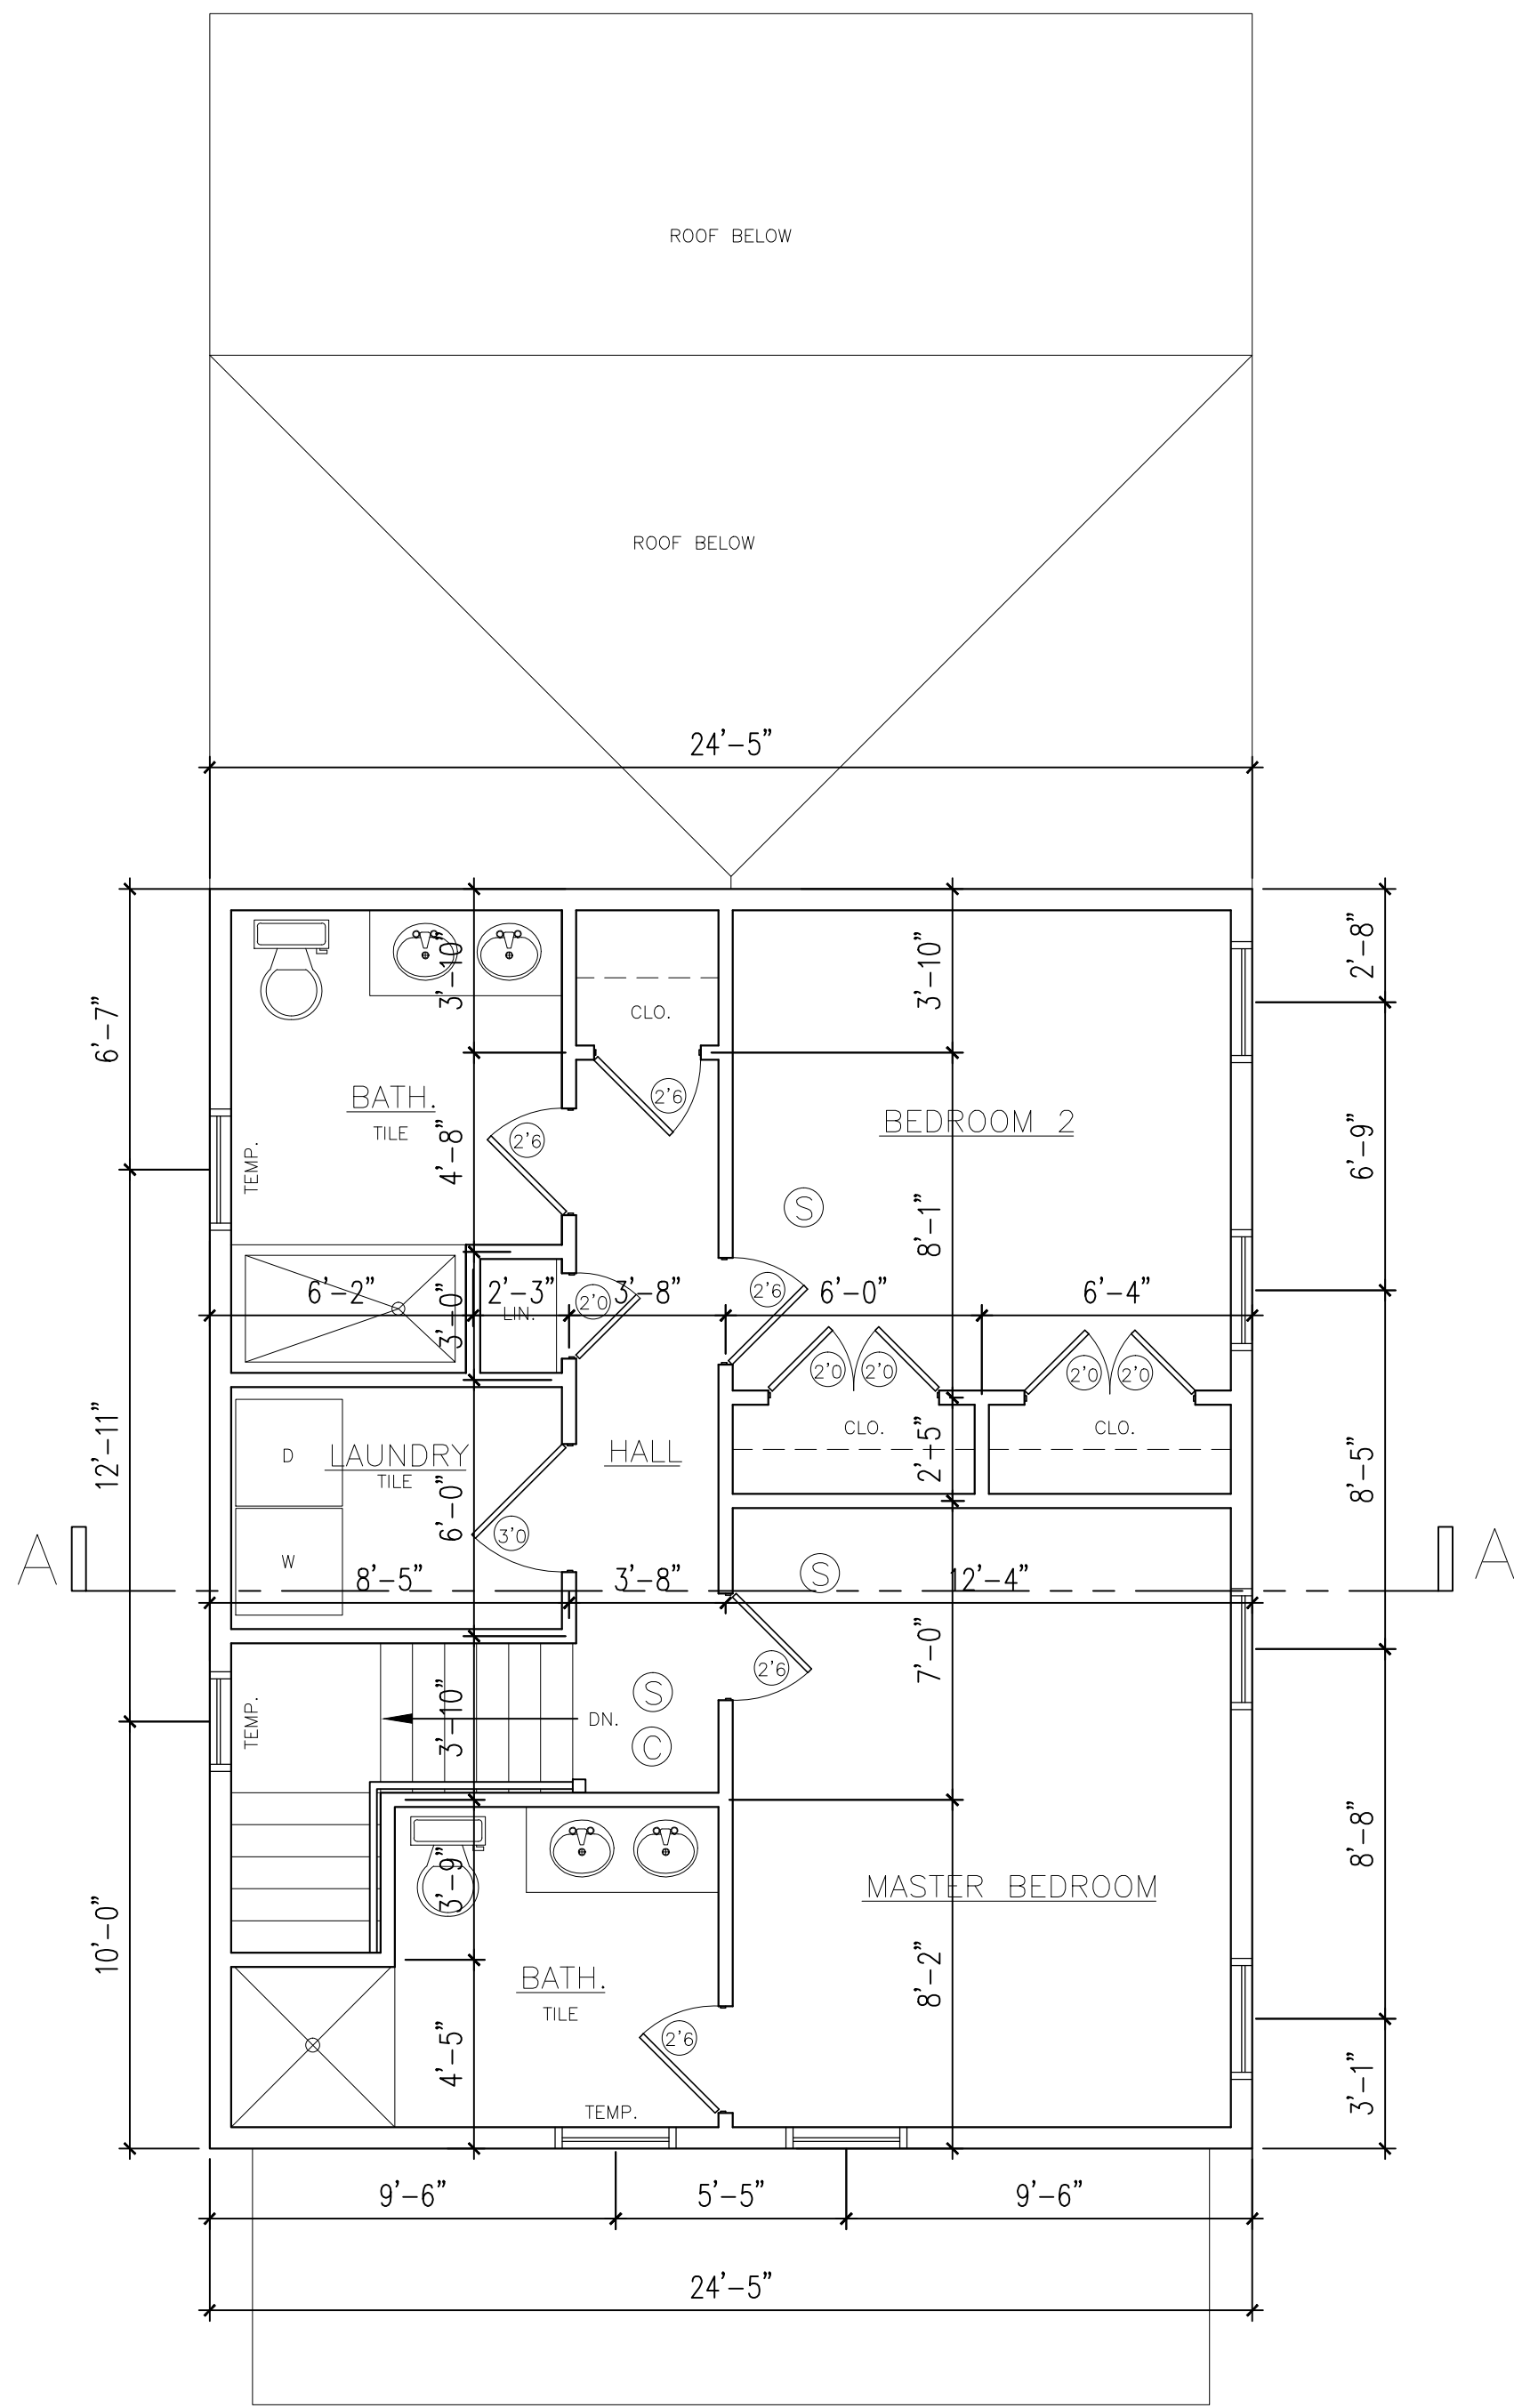 ROOF BELOW
ROOF BELOW
24'-5"
2'-8"
3'-10"
3'-10"
6'-7"
CLO.
2'6
BATH.
TILE
BEDROOM 2
2'6
4'-8"
6'-9"
TEMP.
S
8'-1"
6'-2"
2'-3"
3'-8"
2'6
6'-0"
6'-4"
3'-0"
LIN.
2'0
2'0
2'0
2'0
2'0
12'-11"
D
LAUNDRY
TILE
HALL
CLO.
CLO.
2'-5"
8'-5"
6'-0"
3'0
A
W
8'-5"
3'-8"
S
12'-4"
A
7'-0"
2'6
TEMP.
3'-10"
DN.
S
C
8'-8"
3'-9"
MASTER BEDROOM
10'-0"
BATH.
TILE
8'-2"
2'6
4'-5"
3'-1"
TEMP.
9'-6"
5'-5"
9'-6"
24'-5"